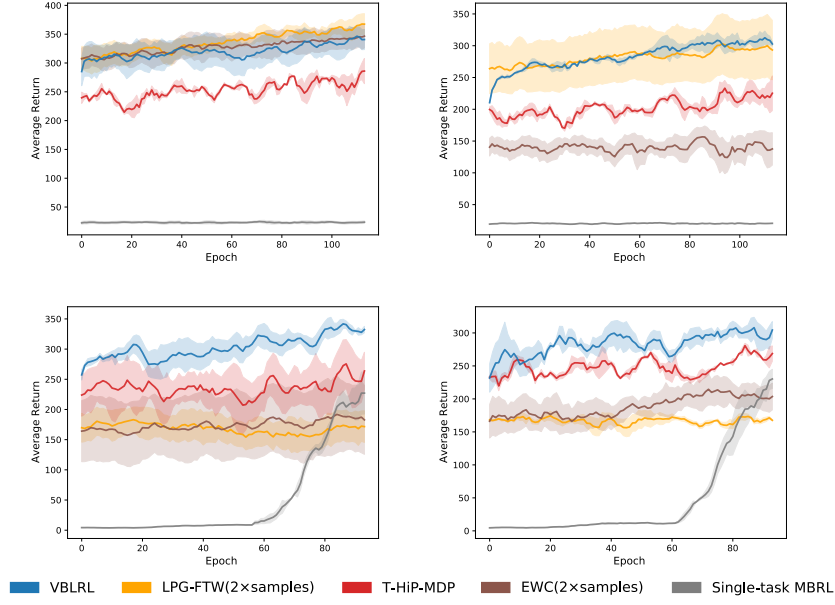 400
350
300
250
200
150
100
50
0
Average Return
0 20 40 60 80 100
Epoch
350
300
250
200
150
100
50
Average Return
0 20 40 60 80 100
Epoch
350
300
250
200
150
100
50
0
Average Return
0 20 40 60 80
Epoch
300
250
200
150
100
50
0
Average Return
0 20 40 60 80
Epoch
VBLRL LPG-FTW(2×samples) T-HiP-MDP EWC(2×samples) Single-task MBRL